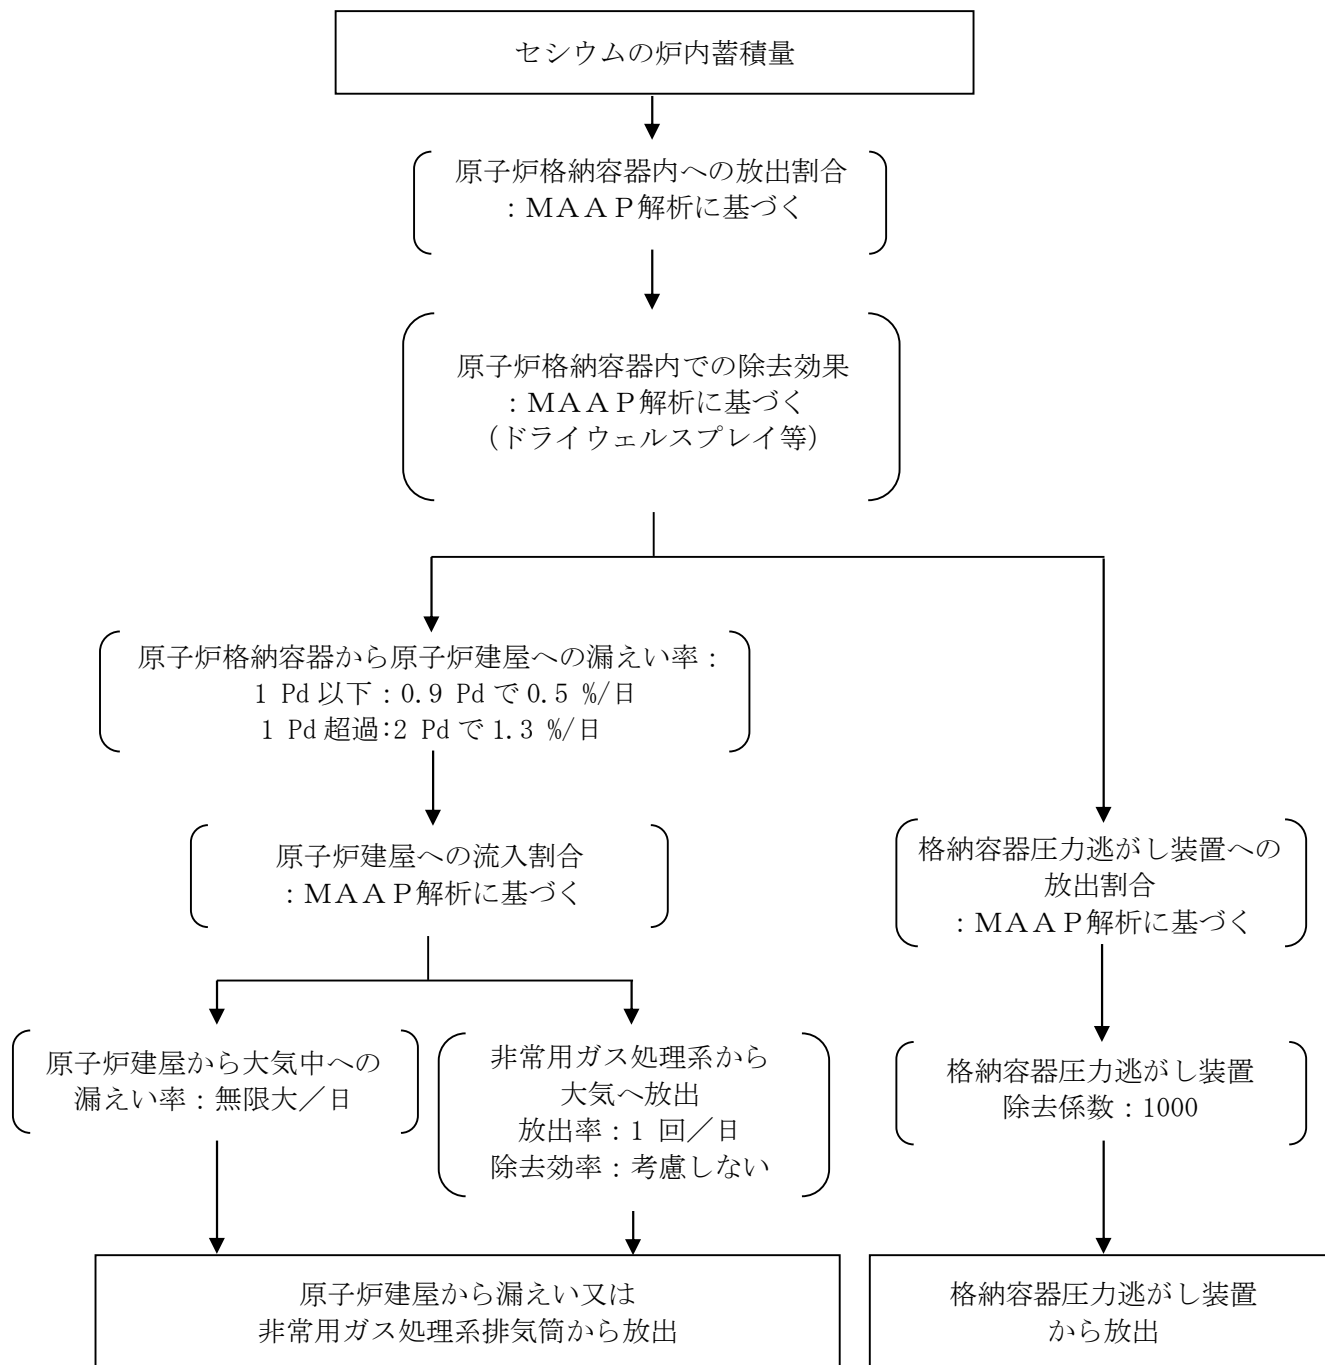 セシウムの炉内蓄積量
原子炉格納容器内への放出割合
：ＭＡＡＰ解析に基づく
原子炉格納容器内での除去効果
：ＭＡＡＰ解析に基づく
（ドライウェルスプレイ等）
原子炉格納容器から原子炉建屋への漏えい率：
1 Pd 以下：0.9 Pd で 0.5 %/日
1 Pd 超過:2 Pd で 1.3 %/日
原子炉建屋への流入割合
：ＭＡＡＰ解析に基づく
格納容器圧力逃がし装置への
放出割合
：ＭＡＡＰ解析に基づく
原子炉建屋から大気中への
漏えい率：無限大／日
非常用ガス処理系から
大気へ放出
放出率：1 回／日
除去効率：考慮しない
格納容器圧力逃がし装置
除去係数：1000
原子炉建屋から漏えい又は
非常用ガス処理系排気筒から放出
格納容器圧力逃がし装置
から放出